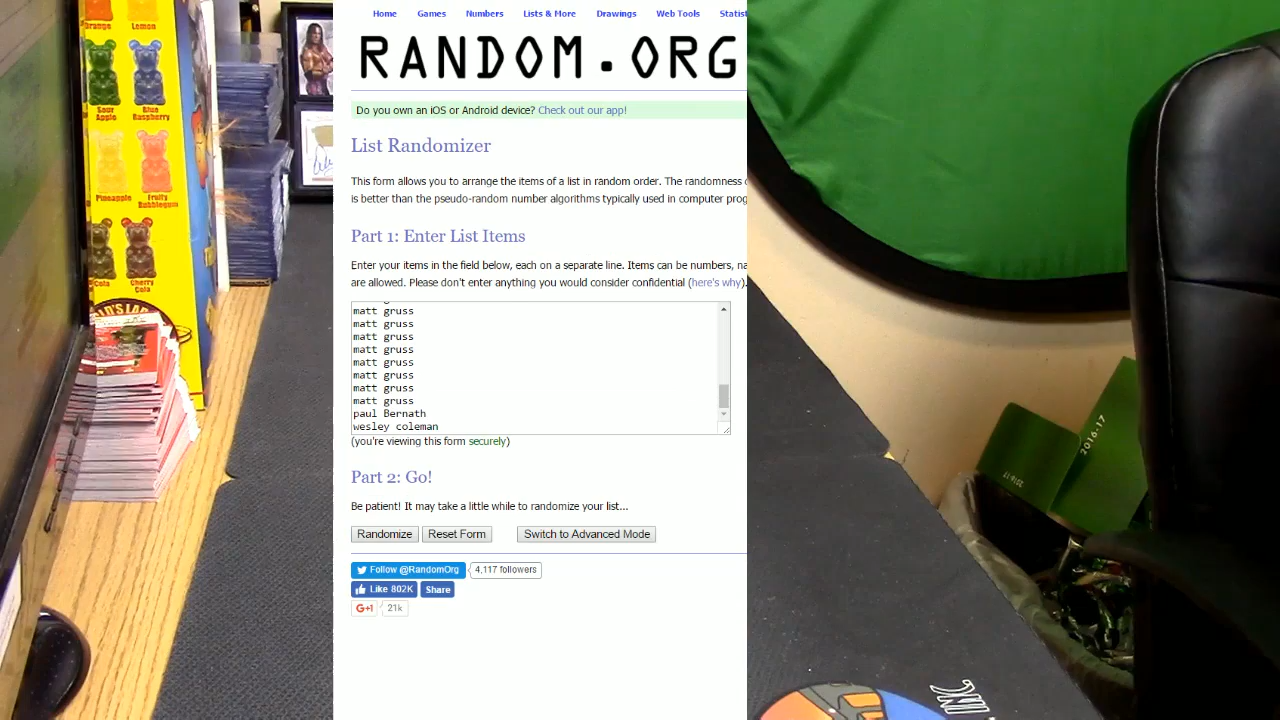 Orange Lemon
Sour Apple
Blue Raspberry
Pineapple
Fruity Bubblegum
Cola
Cherry Cola
Home Games Numbers Lists & More Drawings Web Tools Statist
RANDOM.ORG
Do you own an iOS or Android device? Check out our app!
List Randomizer
This form allows you to arrange the items of a list in random order. The randomness
is better than the pseudo-random number algorithms typically used in computer prog
Part 1: Enter List Items
Enter your items in the field below, each on a separate line. Items can be numbers, na
are allowed. Please don't enter anything you would consider confidential (here's why).
matt gruss
matt gruss
matt gruss
matt gruss
matt gruss
matt gruss
matt gruss
matt gruss
paul Bernath
wesley coleman
(you're viewing this form securely)
Part 2: Go!
Be patient! It may take a little while to randomize your list...
Randomize Reset Form Switch to Advanced Mode
Follow @RandomOrg 4,117 followers
Like 802K Share
G+1 21k
2016-17
2016-17
INC